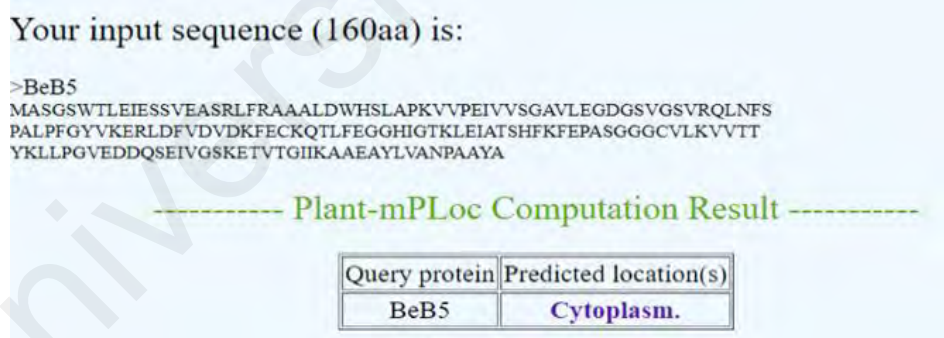 Your input sequence (160aa) is:
>BeB5
MASGSWTLEIESSVEASRLFRAAALDWHSLAPKVVPEIVVSGAVLEGDGSVGSVRQLNFS
PALPFGYVKERLDFVDVDKFECKQTLFEGGHIGTKLEIATSHFKFEPASGGGCVLKVVTT
YKLLPGVEDDQSEIVGSKETVTGIIKAAEAYLVANPAAYA
----------- Plant-mPLoc Computation Result -----------
Query protein Predicted location(s)
BeB5 Cytoplasm.